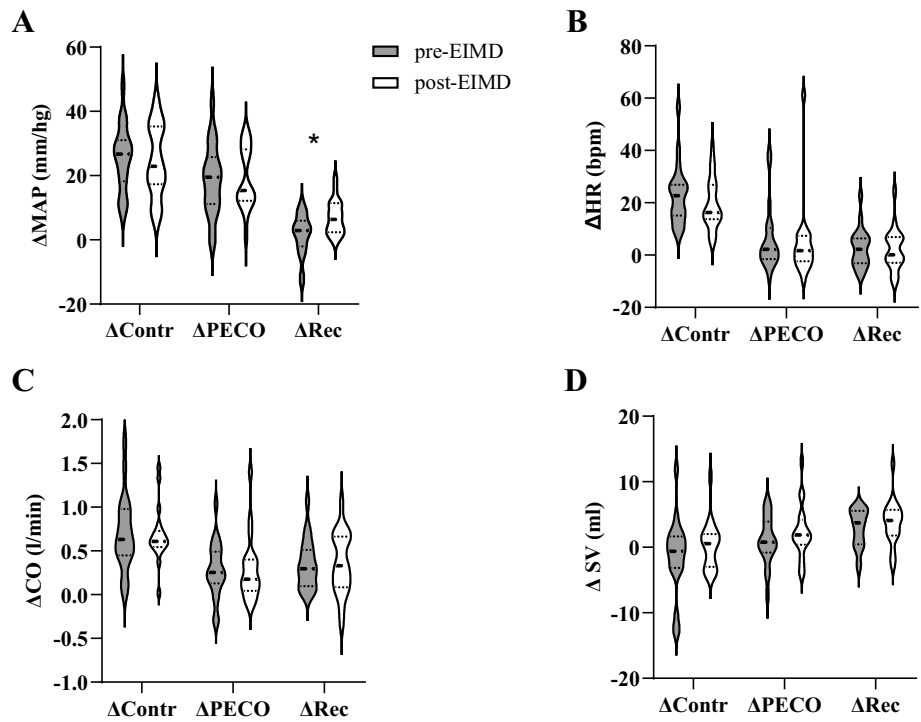 A
pre-EIMD
post-EIMD
ΔMAP (mm/hg)
60
40
20
0
-20
*
ΔContr ΔPECO ΔRec
B
ΔHR (bpm)
80
60
40
20
0
-20
ΔContr ΔPECO ΔRec
C
ΔCO (l/min)
2.0
1.5
1.0
0.5
0.0
-0.5
-1.0
ΔContr ΔPECO ΔRec
D
Δ SV (ml)
20
10
0
-10
-20
ΔContr ΔPECO ΔRec